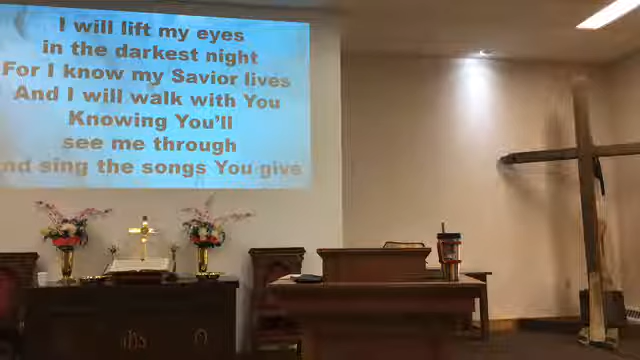 I will lift my eyes
in the darkest night
For I know my Savior lives
And I will walk with You
Knowing You'll
see me through
nd sing the songs You give